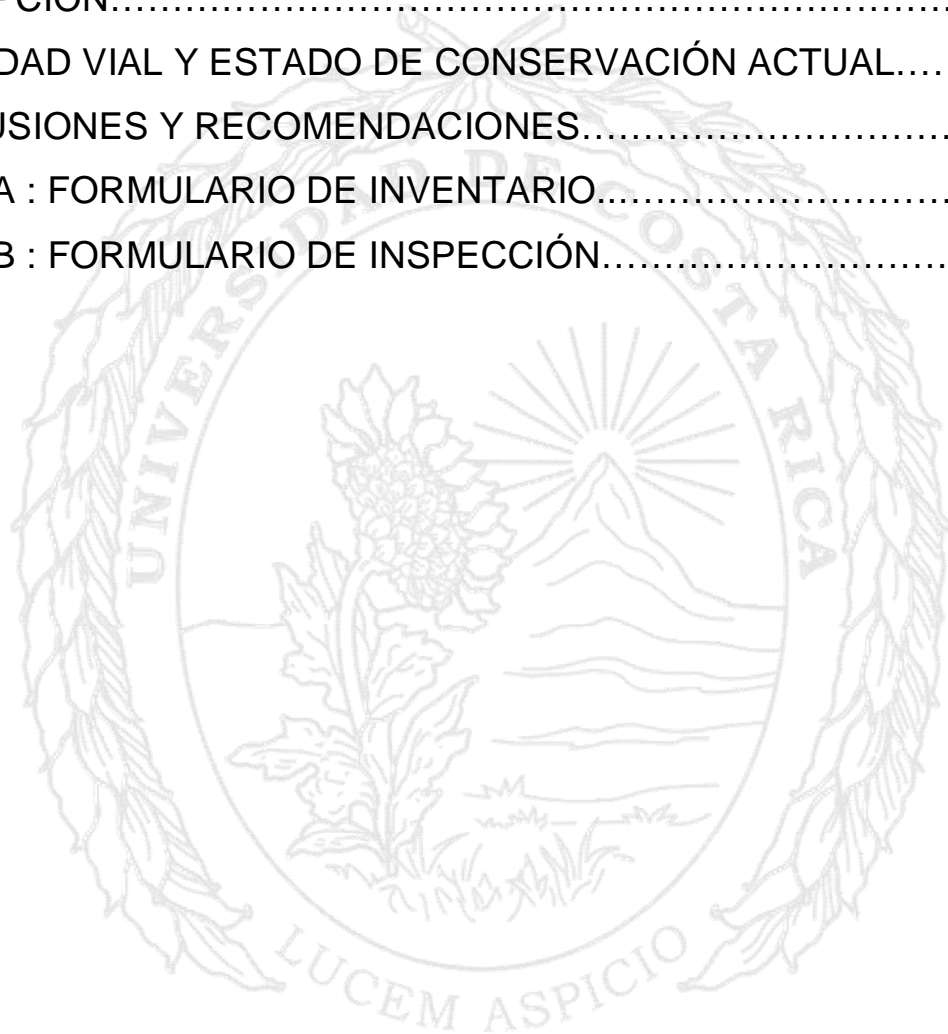 PCIÓN……………………………………………………
DAD VIAL Y ESTADO DE CONSERVACIÓN ACTUAL….
USIONES Y RECOMENDACIONES…………………………
A : FORMULARIO DE INVENTARIO..………………………
B : FORMULARIO DE INSPECCIÓN……………………….
UNIVERSIDAD DE COSTA RICA
LUCEM ASPICIO